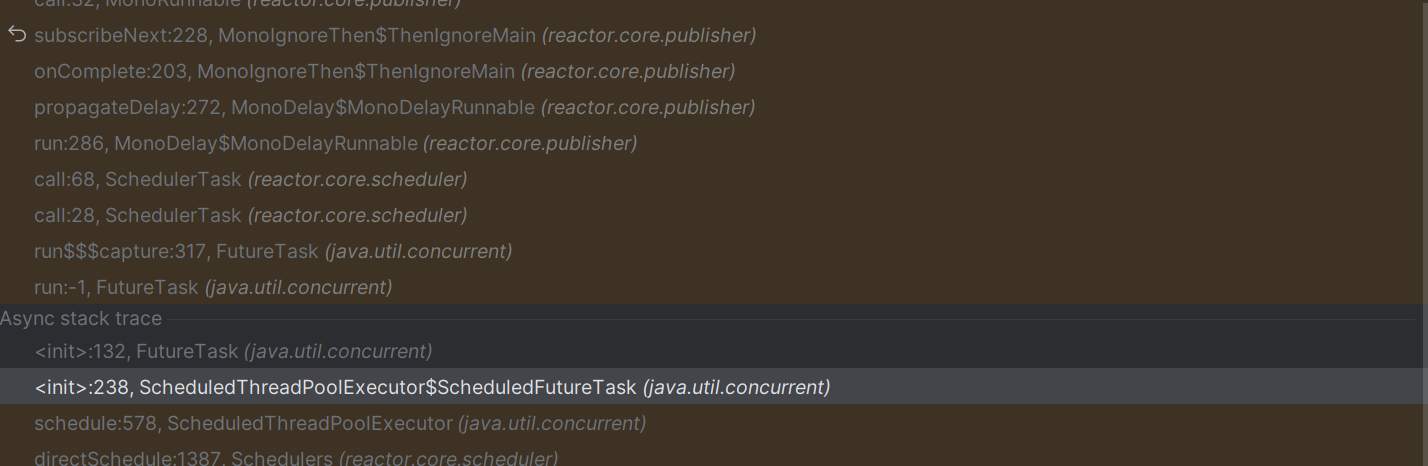 call:32, MonoRunnable (reactor.core.publisher)
subscribeNext:228, MonoIgnoreThen$ThenIgnoreMain (reactor.core.publisher)
onComplete:203, MonoIgnoreThen$ThenIgnoreMain (reactor.core.publisher)
propagateDelay:272, MonoDelay$MonoDelayRunnable (reactor.core.publisher)
run:286, MonoDelay$MonoDelayRunnable (reactor.core.publisher)
call:68, SchedulerTask (reactor.core.scheduler)
call:28, SchedulerTask (reactor.core.scheduler)
run$$$capture:317, FutureTask (java.util.concurrent)
run:-1, FutureTask (java.util.concurrent)
Async stack trace
<init>:132, FutureTask (java.util.concurrent)
<init>:238, ScheduledThreadPoolExecutor$ScheduledFutureTask (java.util.concurrent)
schedule:578, ScheduledThreadPoolExecutor (java.util.concurrent)
directSchedule:1387, Schedulers (reactor.core.scheduler)